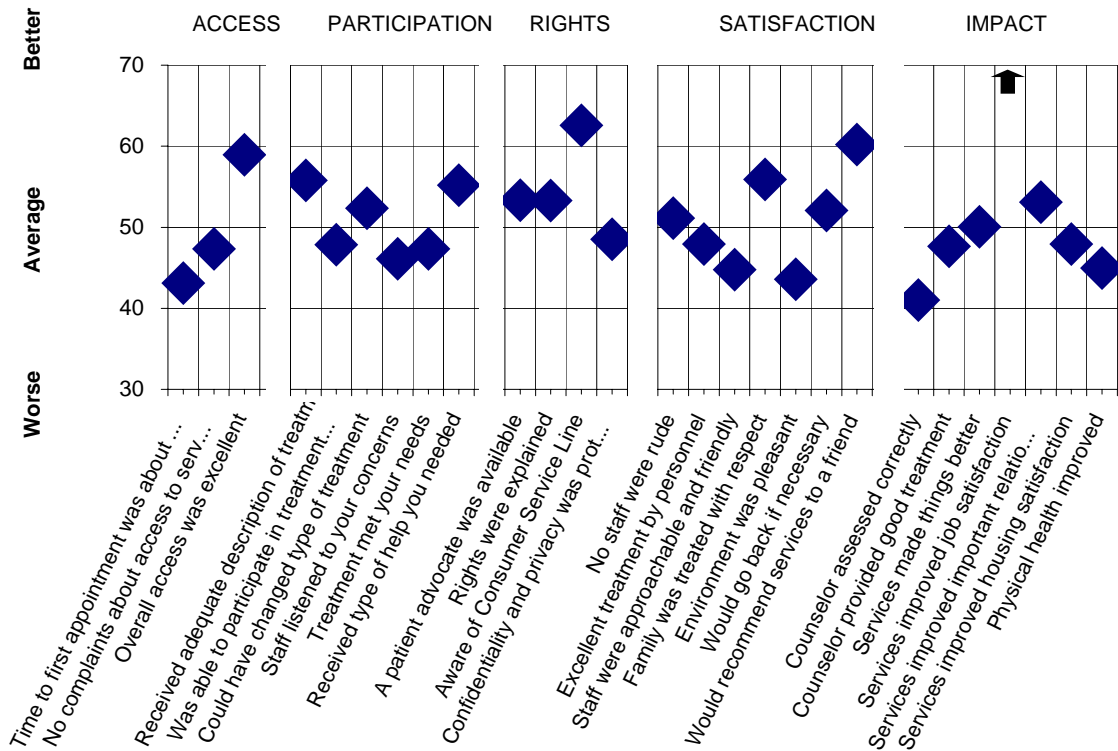 ACCESS
PARTICIPATION
RIGHTS
SATISFACTION
IMPACT
Better
Average
Worse
70
60
50
40
30
Time to first appointment was about ...
No complaints about access to serv...
Overall access was excellent
Received adequate description of treatm
Was able to participate in treatment...
Could have changed type of treatment
Staff listened to your concerns
Treatment met your needs
Received type of help you needed
A patient advocate was available
Rights were explained
Aware of Consumer Service Line
Confidentiality and privacy was prot...
No staff were rude
Excellent treatment by personnel
Staff were approachable and friendly
Family was treated with respect
Environment was pleasant
Would go back if necessary
Would recommend services to a friend
Counselor assessed correctly
Counselor provided good treatment
Services made things better
Services improved job satisfaction
Services improved important relatio...
Services improved housing satisfaction
Physical health improved